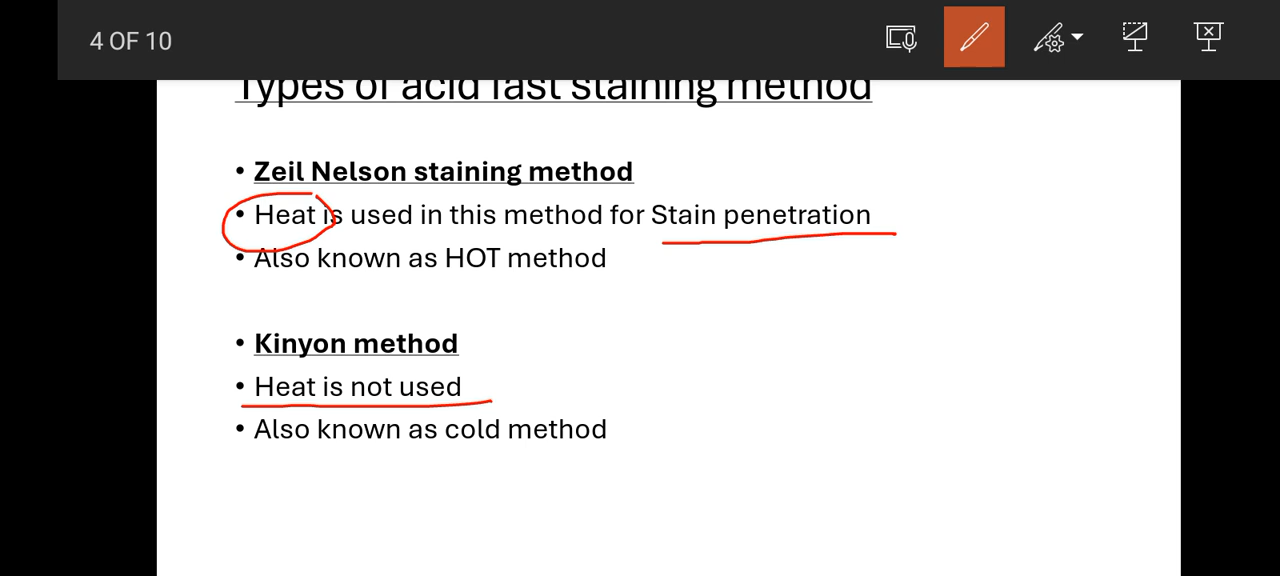 4 OF 10
Types of acid fast staining method
• Zeil Nelson staining method
• Heat is used in this method for Stain penetration
• Also known as HOT method
• Kinyon method
• Heat is not used
• Also known as cold method